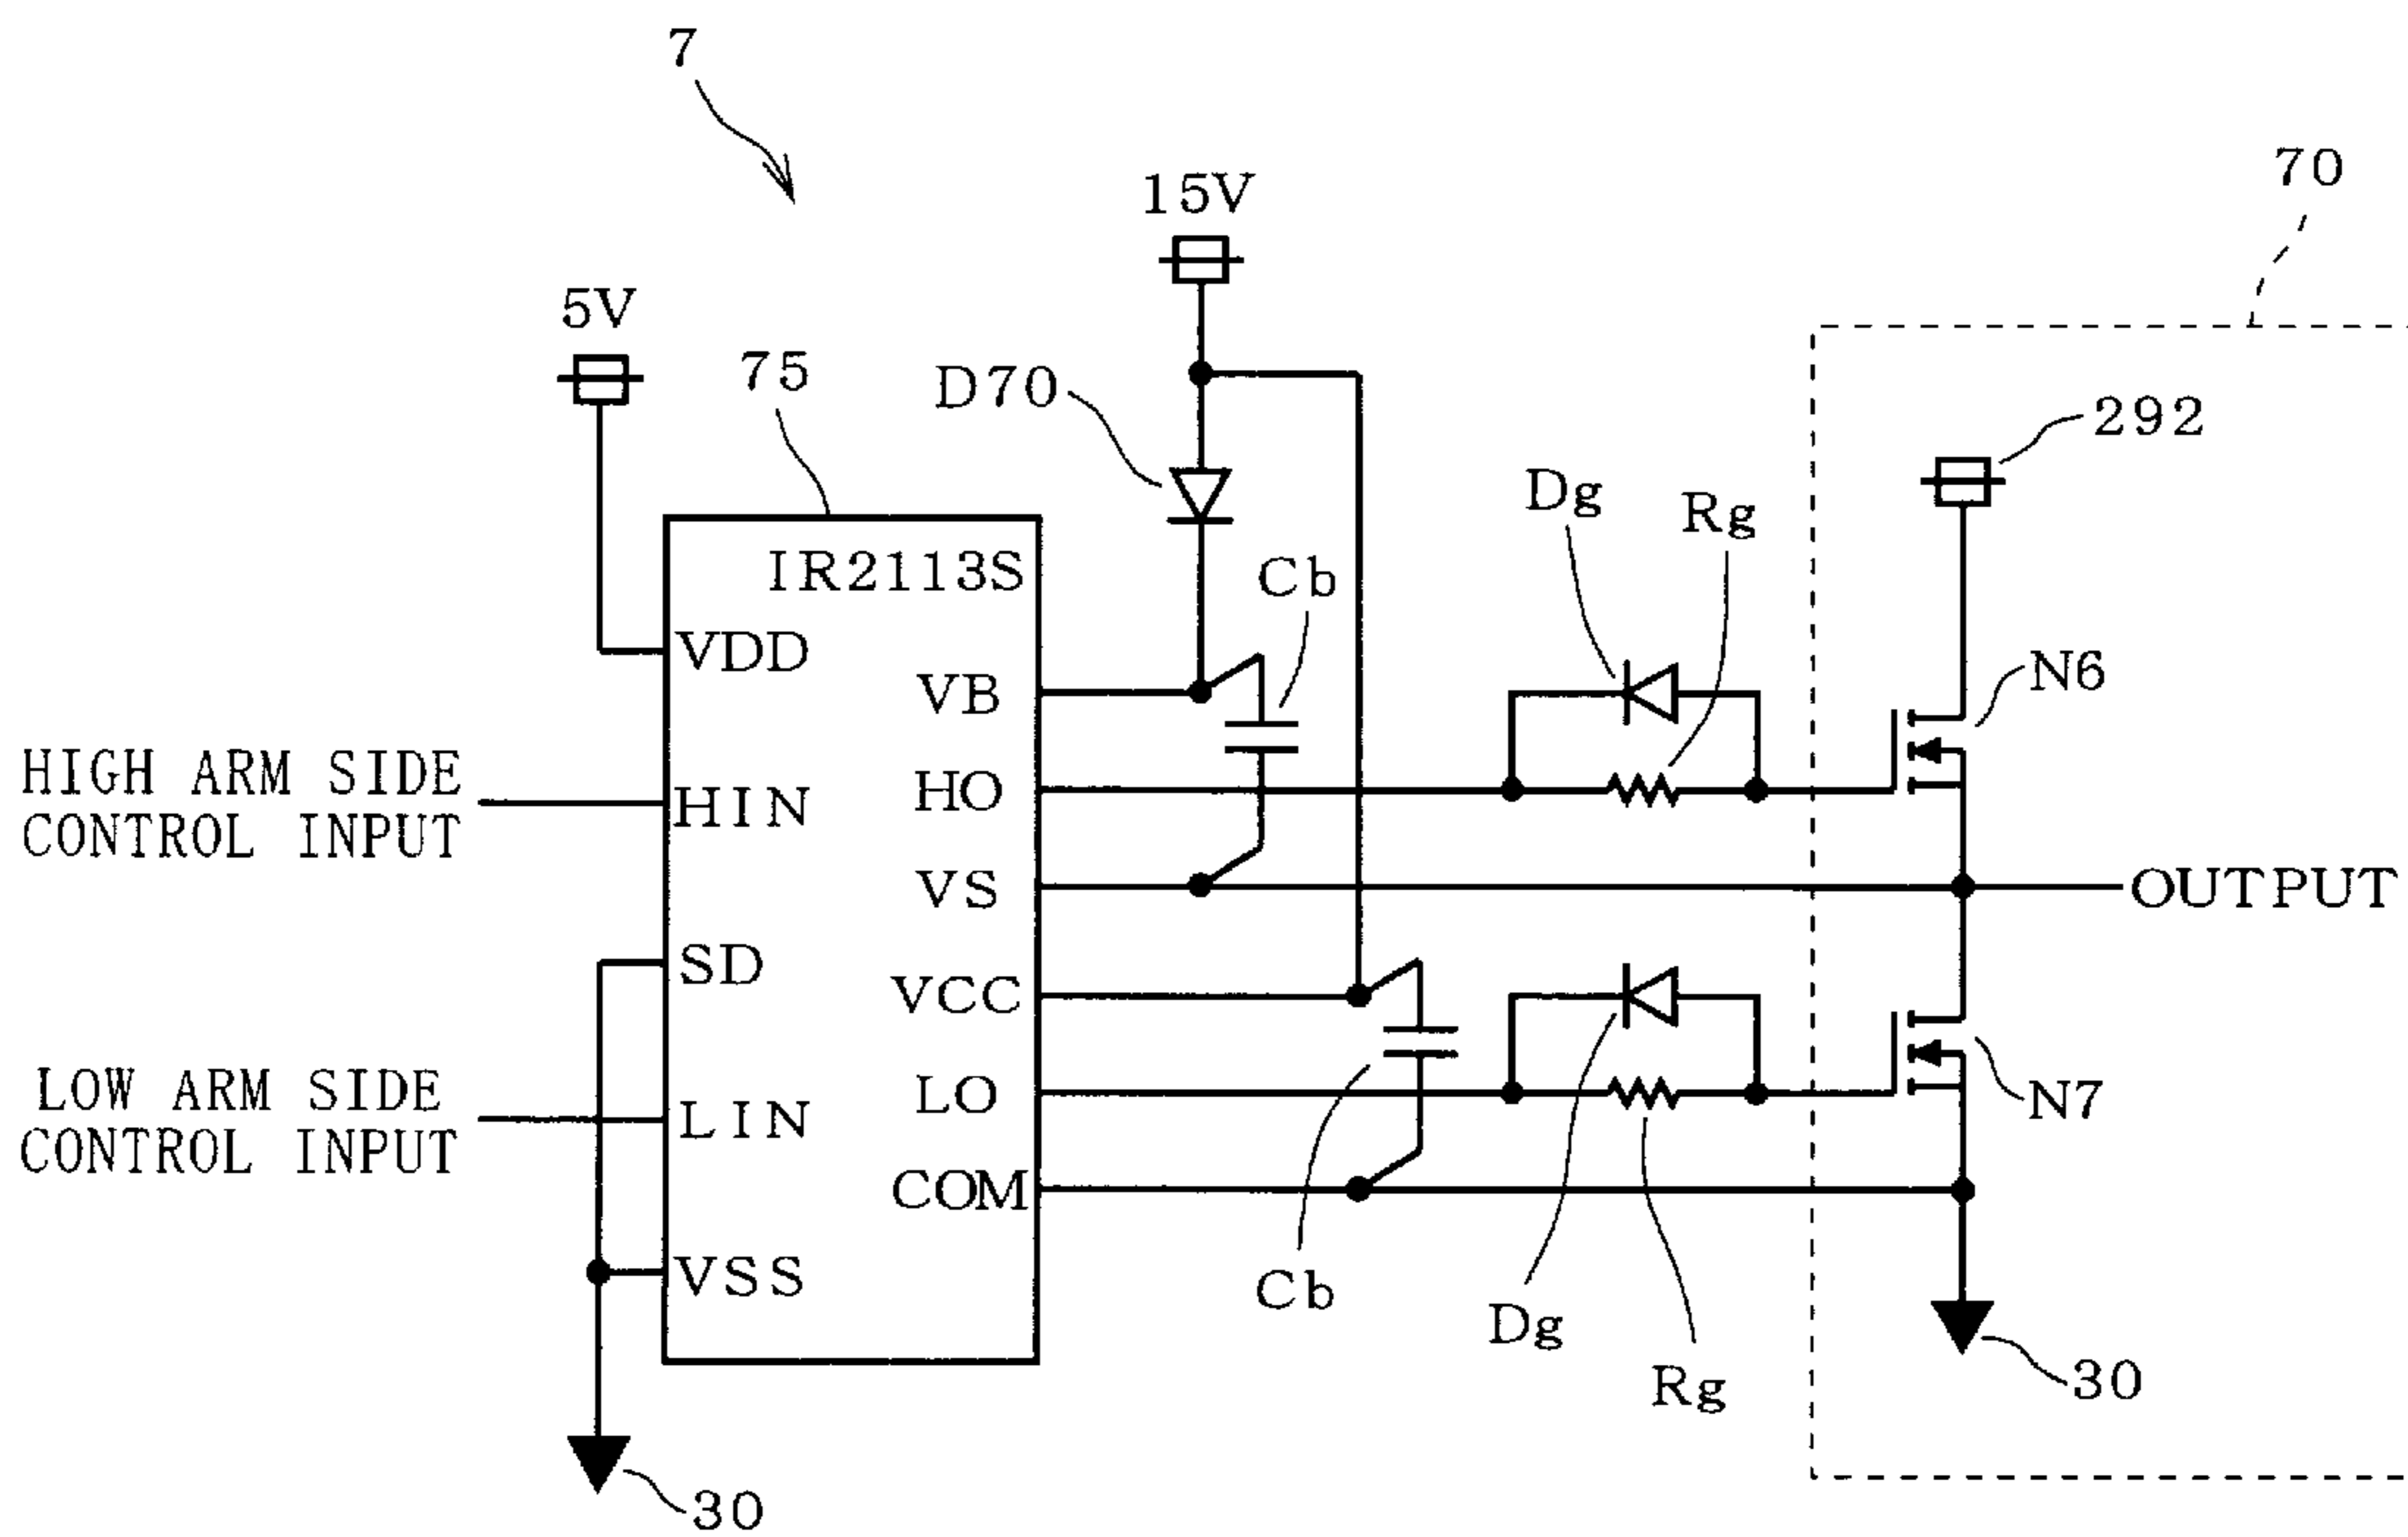 7
70
15V
5V
75
D70
292
Dg
Rg
IR2113S
Cb
VDD
VB
N6
HIGH ARM SIDE
CONTROL INPUT
HIN
HO
VS
OUTPUT
SD
VCC
LOW ARM SIDE
CONTROL INPUT
LIN
LO
N7
COM
VSS
Cb
Dg
Rg
30
30